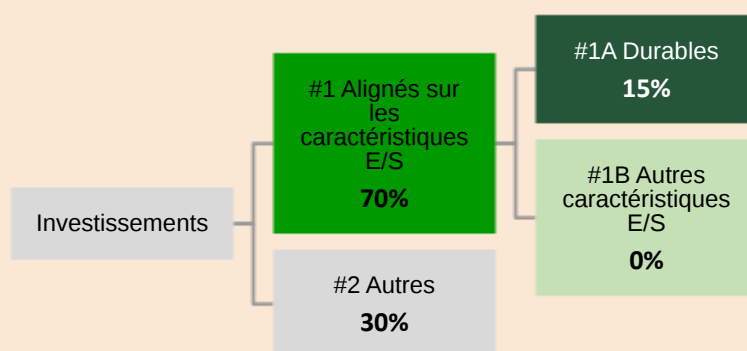 Investissements
#1 Alignés sur
les
caractéristiques
E/S
70%
#2 Autres
30%
#1A Durables
15%
#1B Autres
caractéristiques
E/S
0%